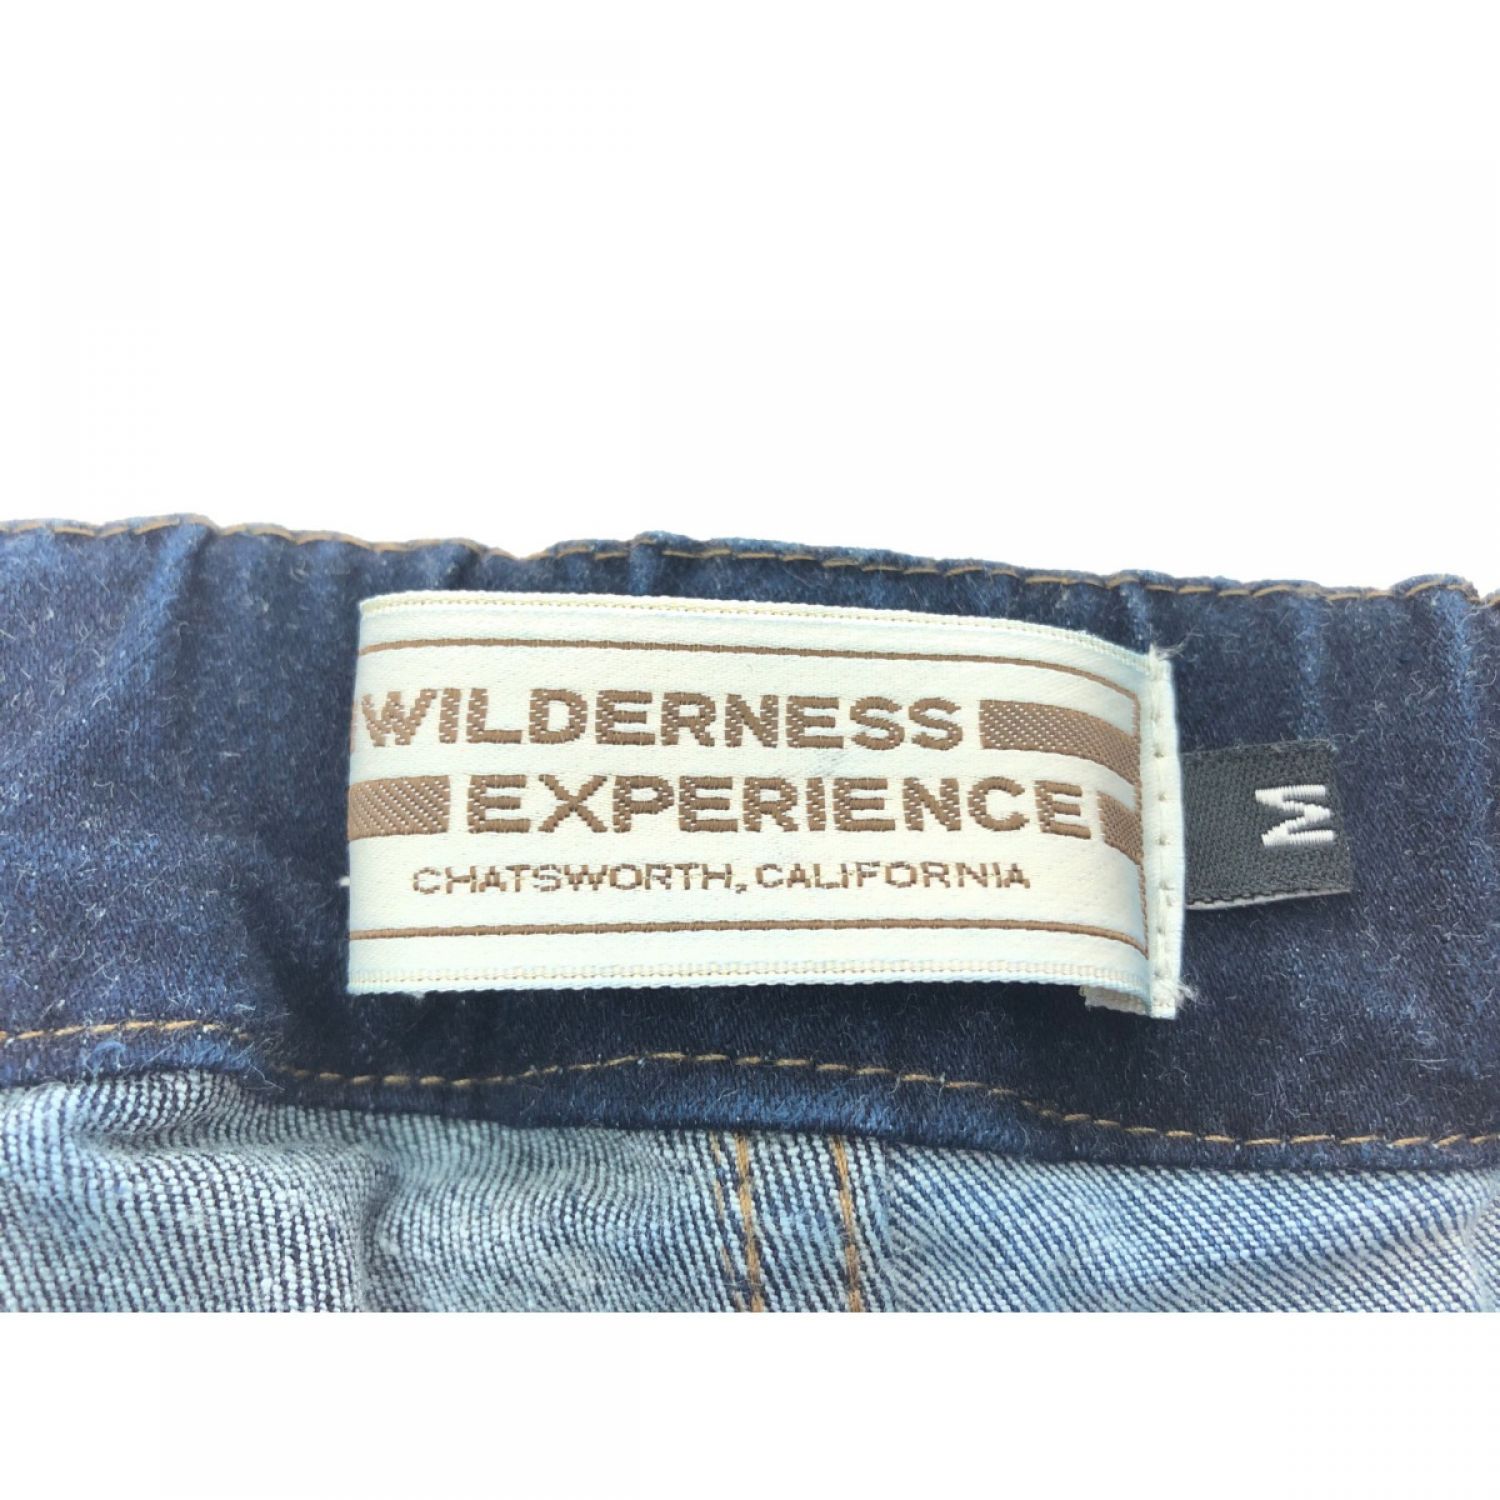 WILDERNESS
EXPERIENCE
CHATSWORTH, CALIFORNIA
M